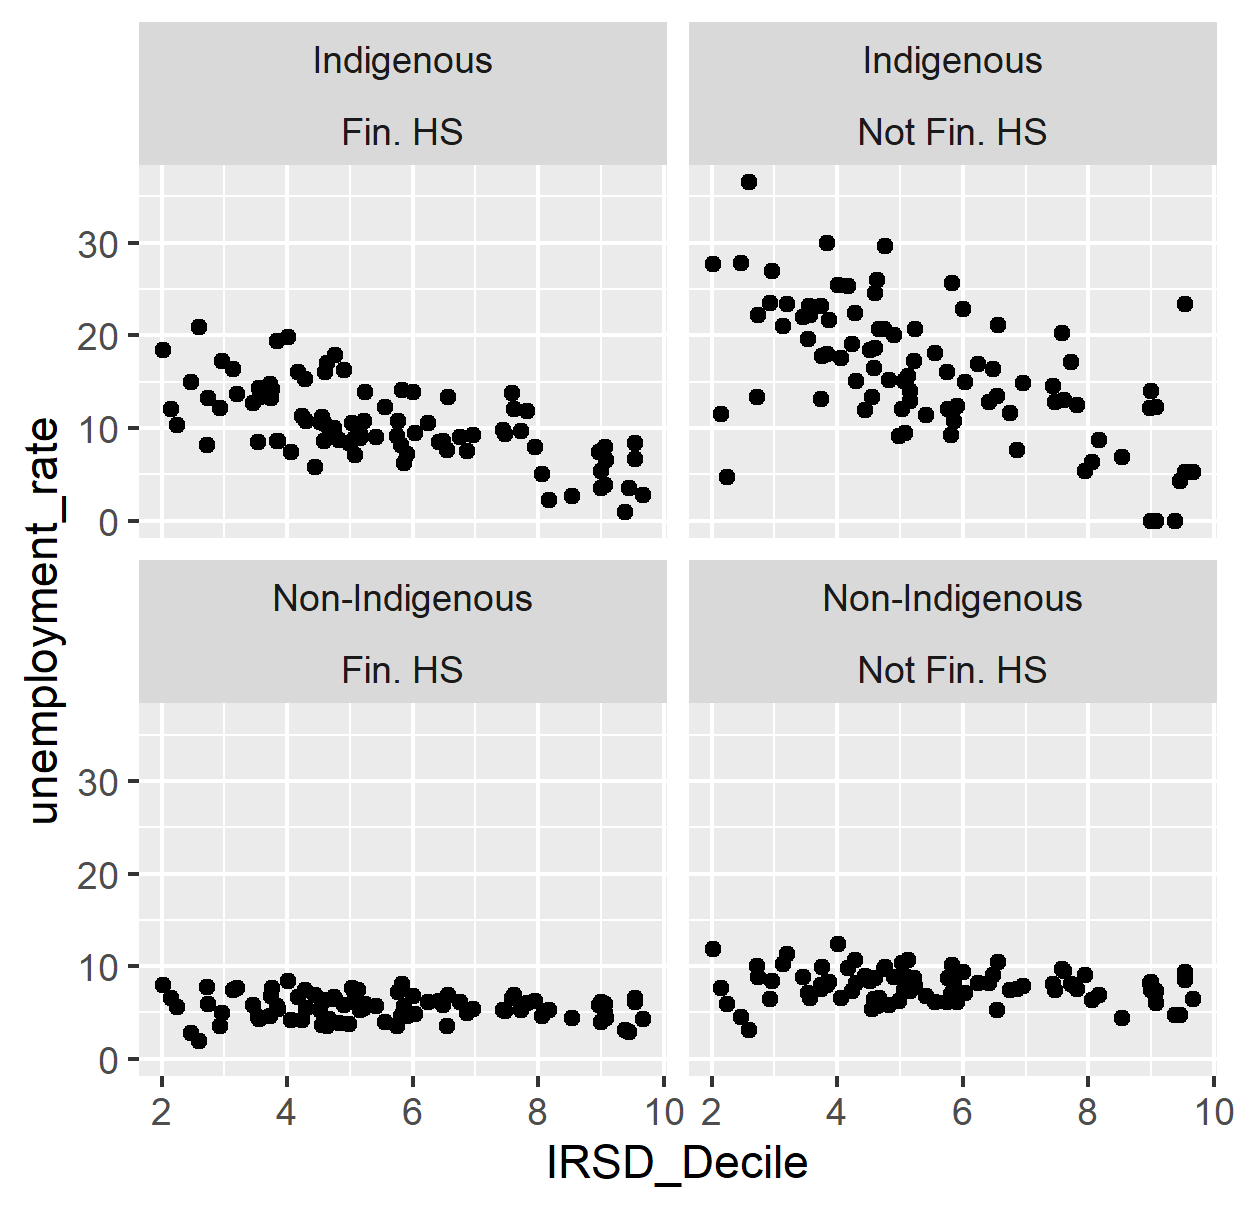 Indigenous
Fin. HS
Indigenous
Not Fin. HS
30
20
10
0
Non-Indigenous
Fin. HS
Non-Indigenous
Not Fin. HS
30
20
10
0
unemployment_rate
2 4 6 8 10
2 4 6 8 10
IRSD_Decile